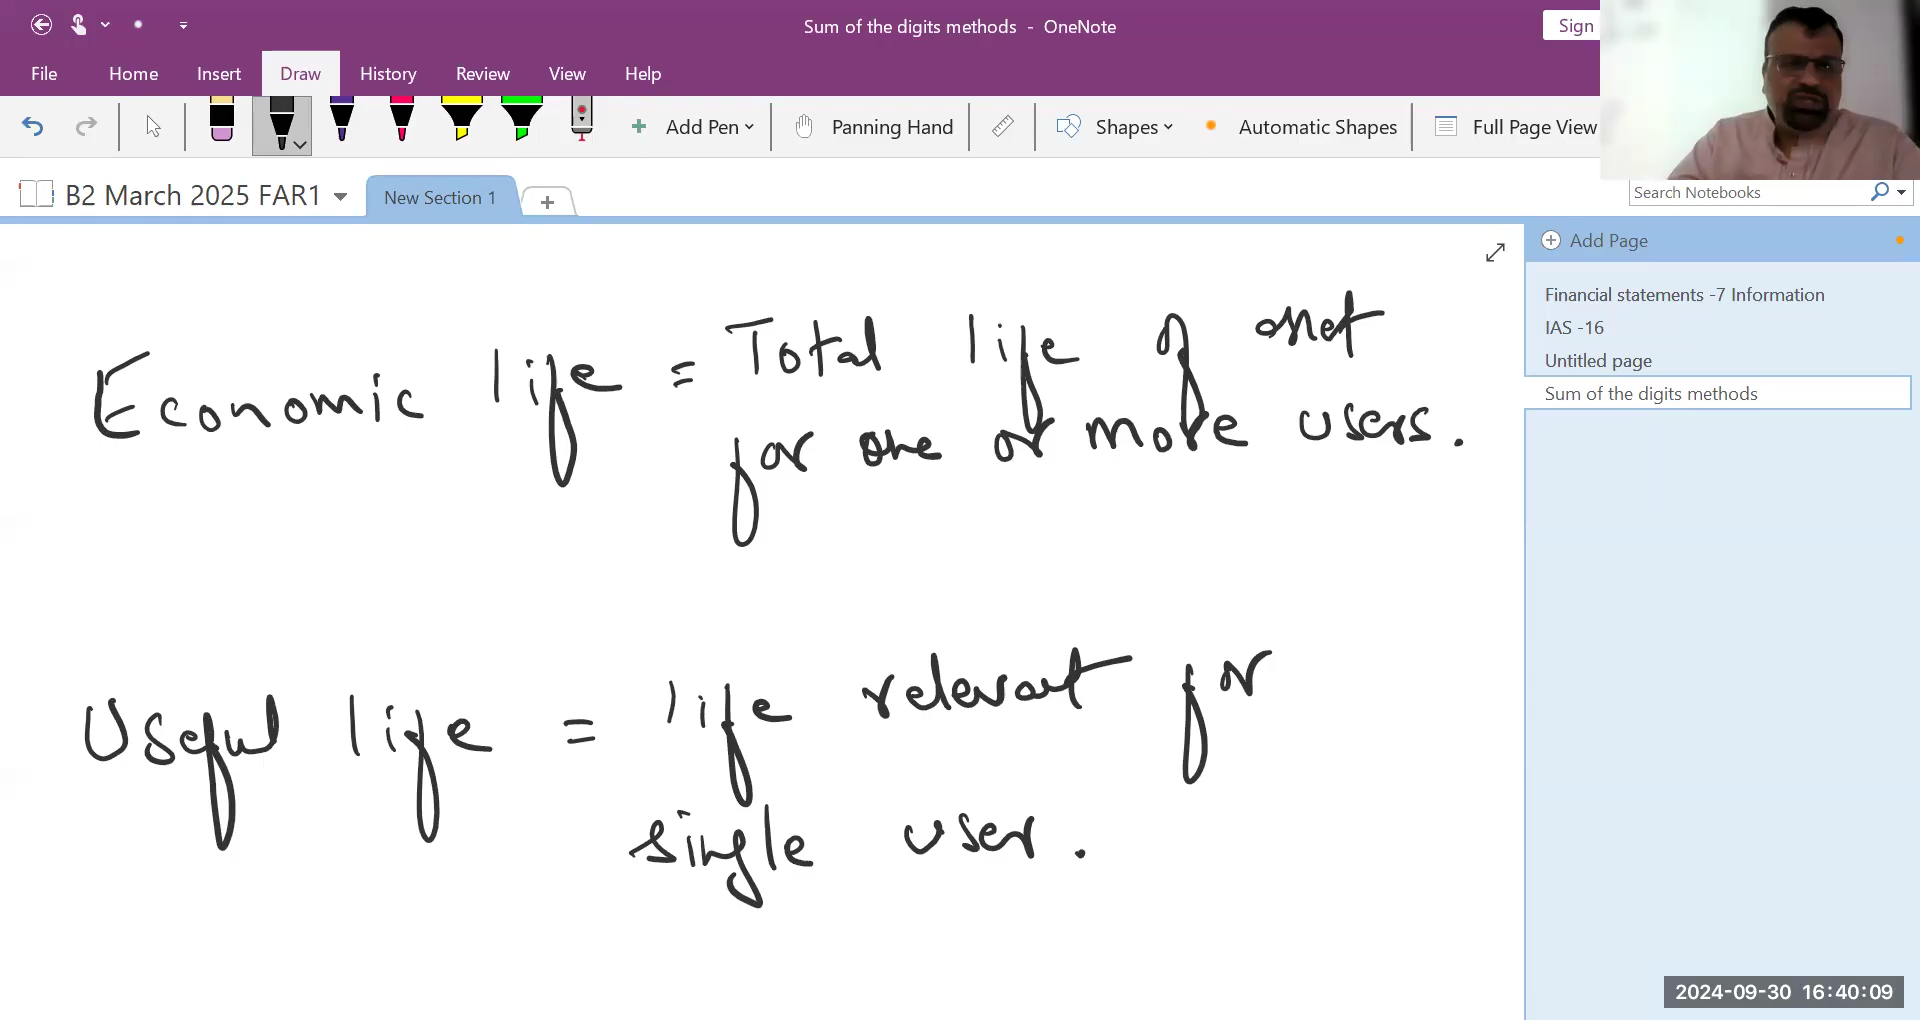 Sum of the digits methods - OneNote
Sign
File Home Insert Draw History Review View Help
Add Pen Panning Hand Shapes Automatic Shapes Full Page View
B2 March 2025 FAR1 New Section 1
Search Notebooks
Add Page
Financial statements -7 Information
IAS -16
Untitled page
Sum of the digits methods
Economic life = Total life of asset
for one or more users.
Useful life = life relevant for
single user.
2024-09-30 16:40:09